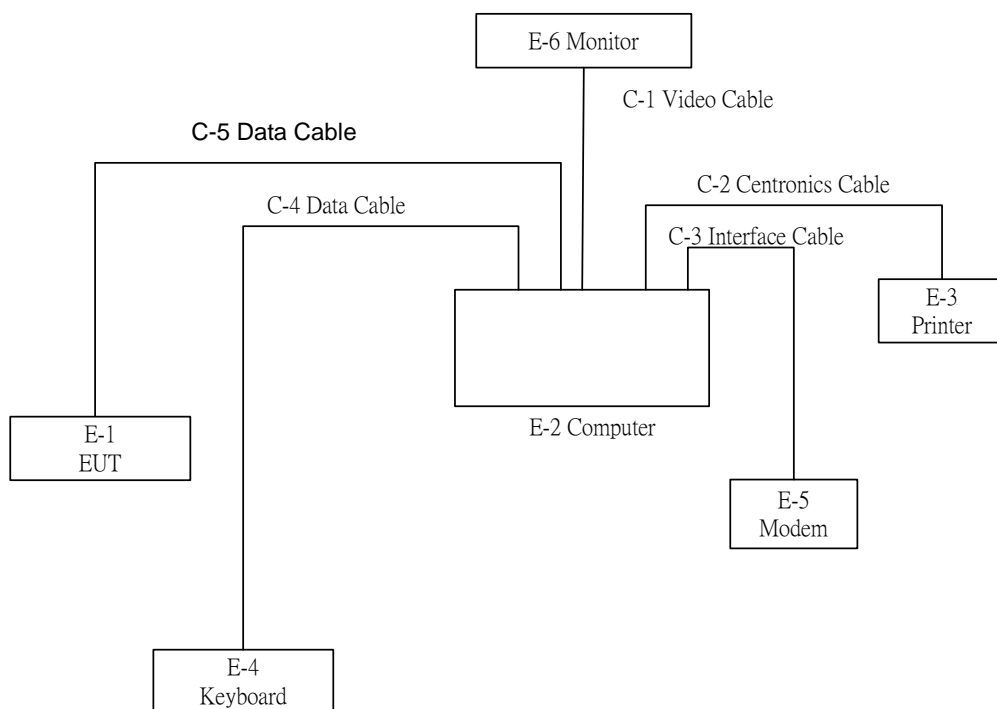 E-6 Monitor
C-1 Video Cable
C-5 Data Cable
C-2 Centronics Cable
C-4 Data Cable
C-3 Interface Cable
E-3
Printer
E-2 Computer
E-1
EUT
E-5
Modem
E-4
Keyboard